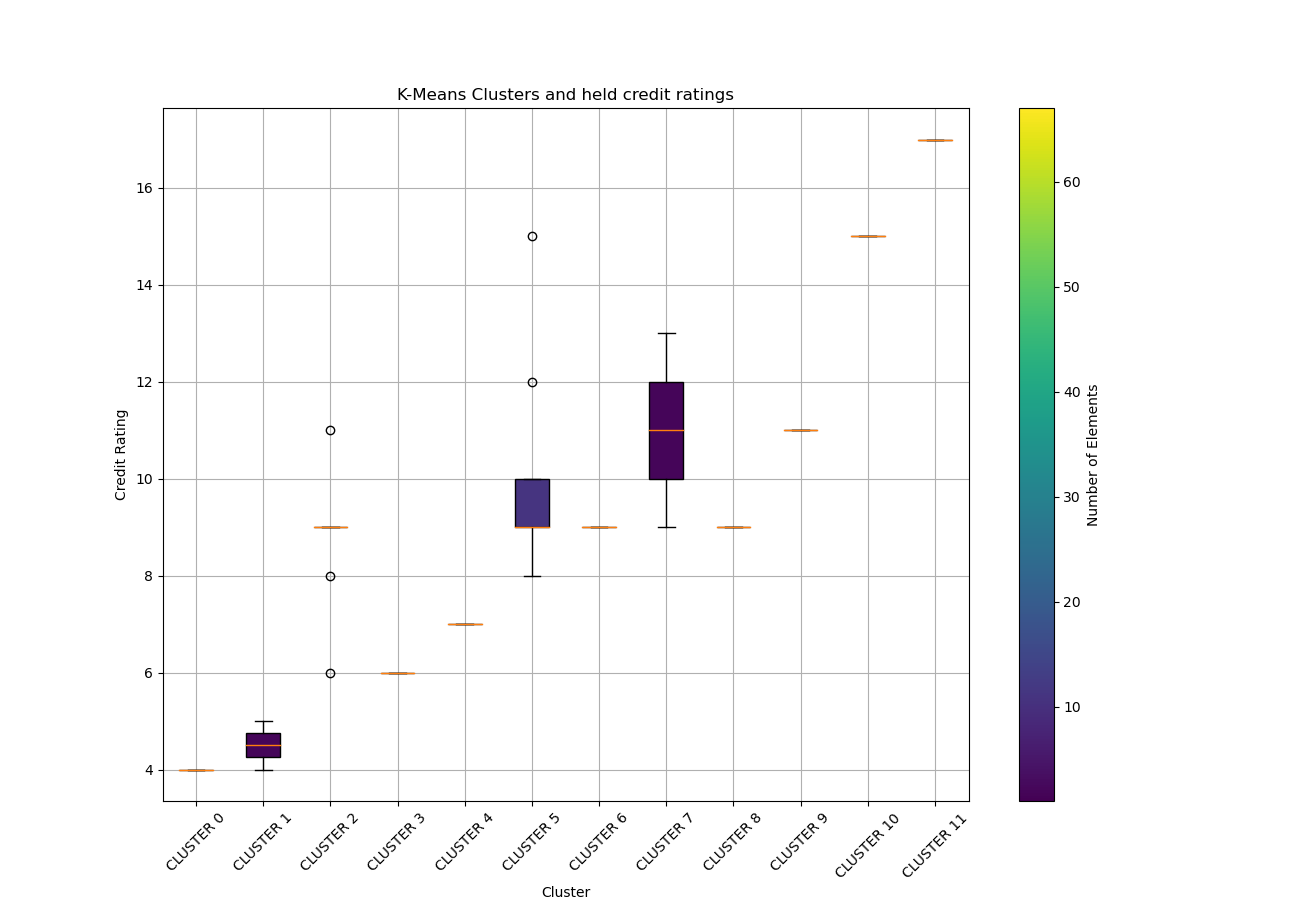 K-Means Clusters and held credit ratings
16
14
12
10
8
6
4
Credit Rating
CLUSTER 0
CLUSTER 1
CLUSTER 2
CLUSTER 3
CLUSTER 4
CLUSTER 5
CLUSTER 6
CLUSTER 7
CLUSTER 8
CLUSTER 9
CLUSTER 10
CLUSTER 11
Cluster
60
50
40
30
20
10
Number of Elements